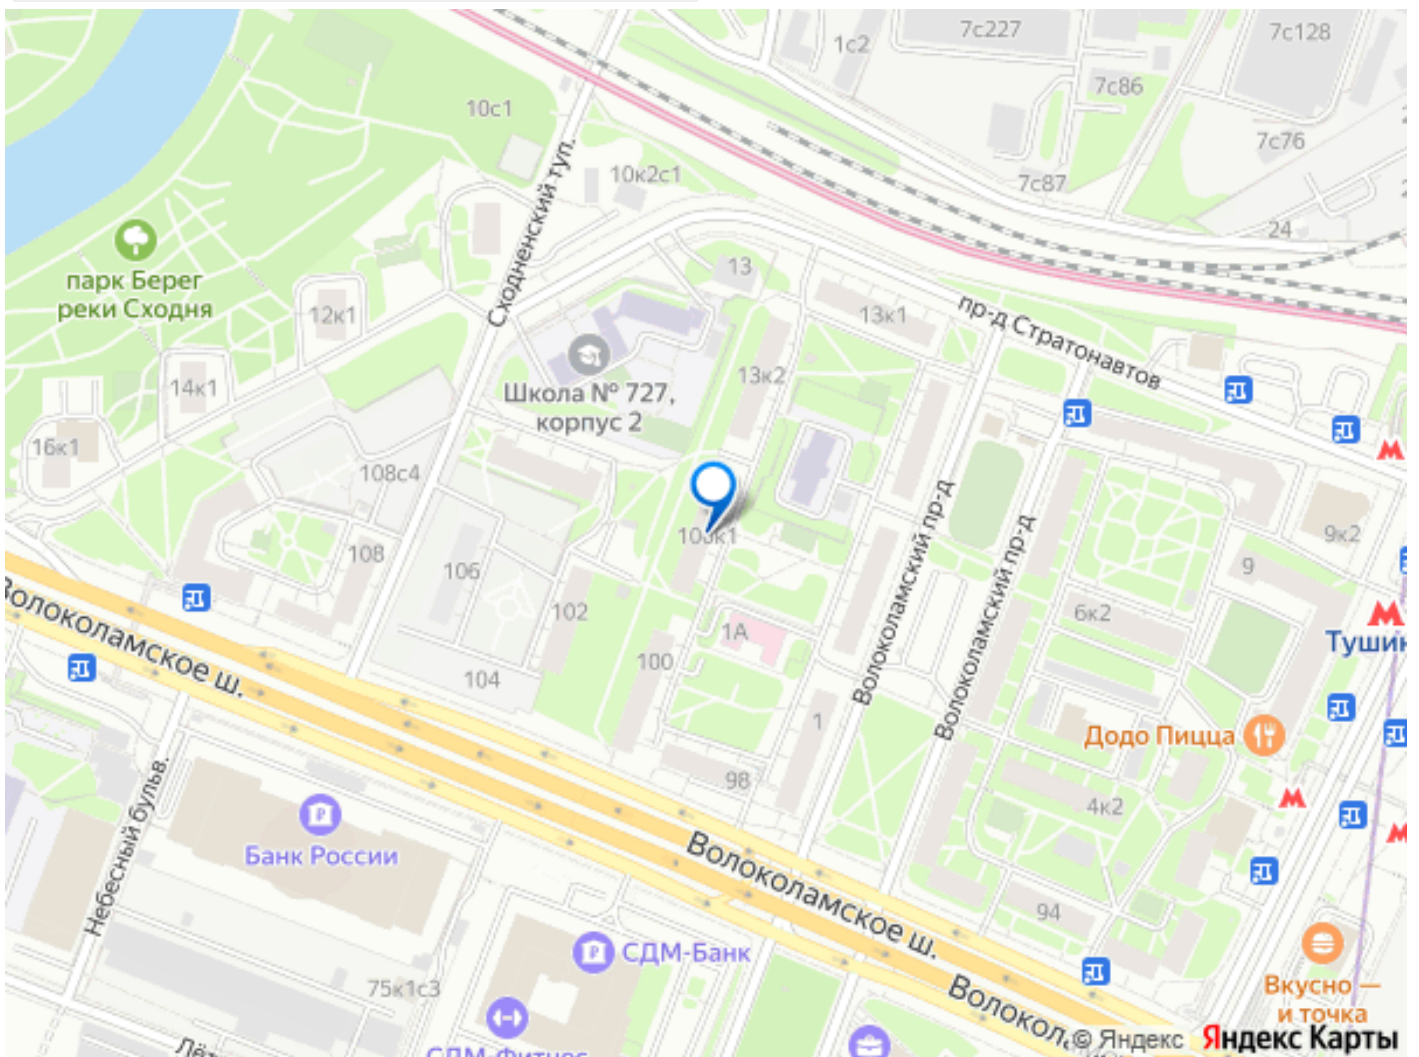 1с2
7с227
7с128
7с86
10с1
7с76
10к2с1
7с87
Сходненский туп.
24
13
парк Берег
реки Сходня
12к1
13к1
пр-д Стратонавтов
14к1
13к2
Школа № 727,
корпус 2
16к1
108с4
9к2
108
106
Волоколамский пр-д
Волоколамский пр-д
9
102
1А
6к2
Волоколамское ш.
100
104
1
Додо Пицца
98
4к2
Небесный бульв.
Банк России
Волоколамское ш.
94
СДМ-Банк
75к1с3
Вкусно —
и точка
© Яндекс
Яндекс Карты